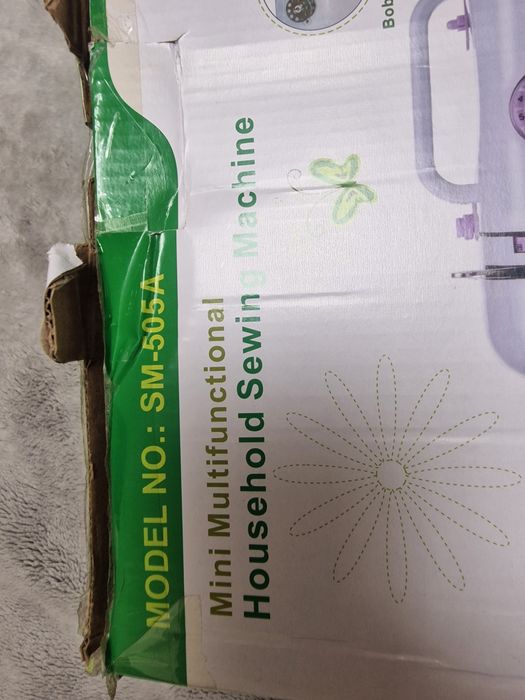 MODEL NO.: SM-505A
Mini Multifunctional
Household Sewing Machine